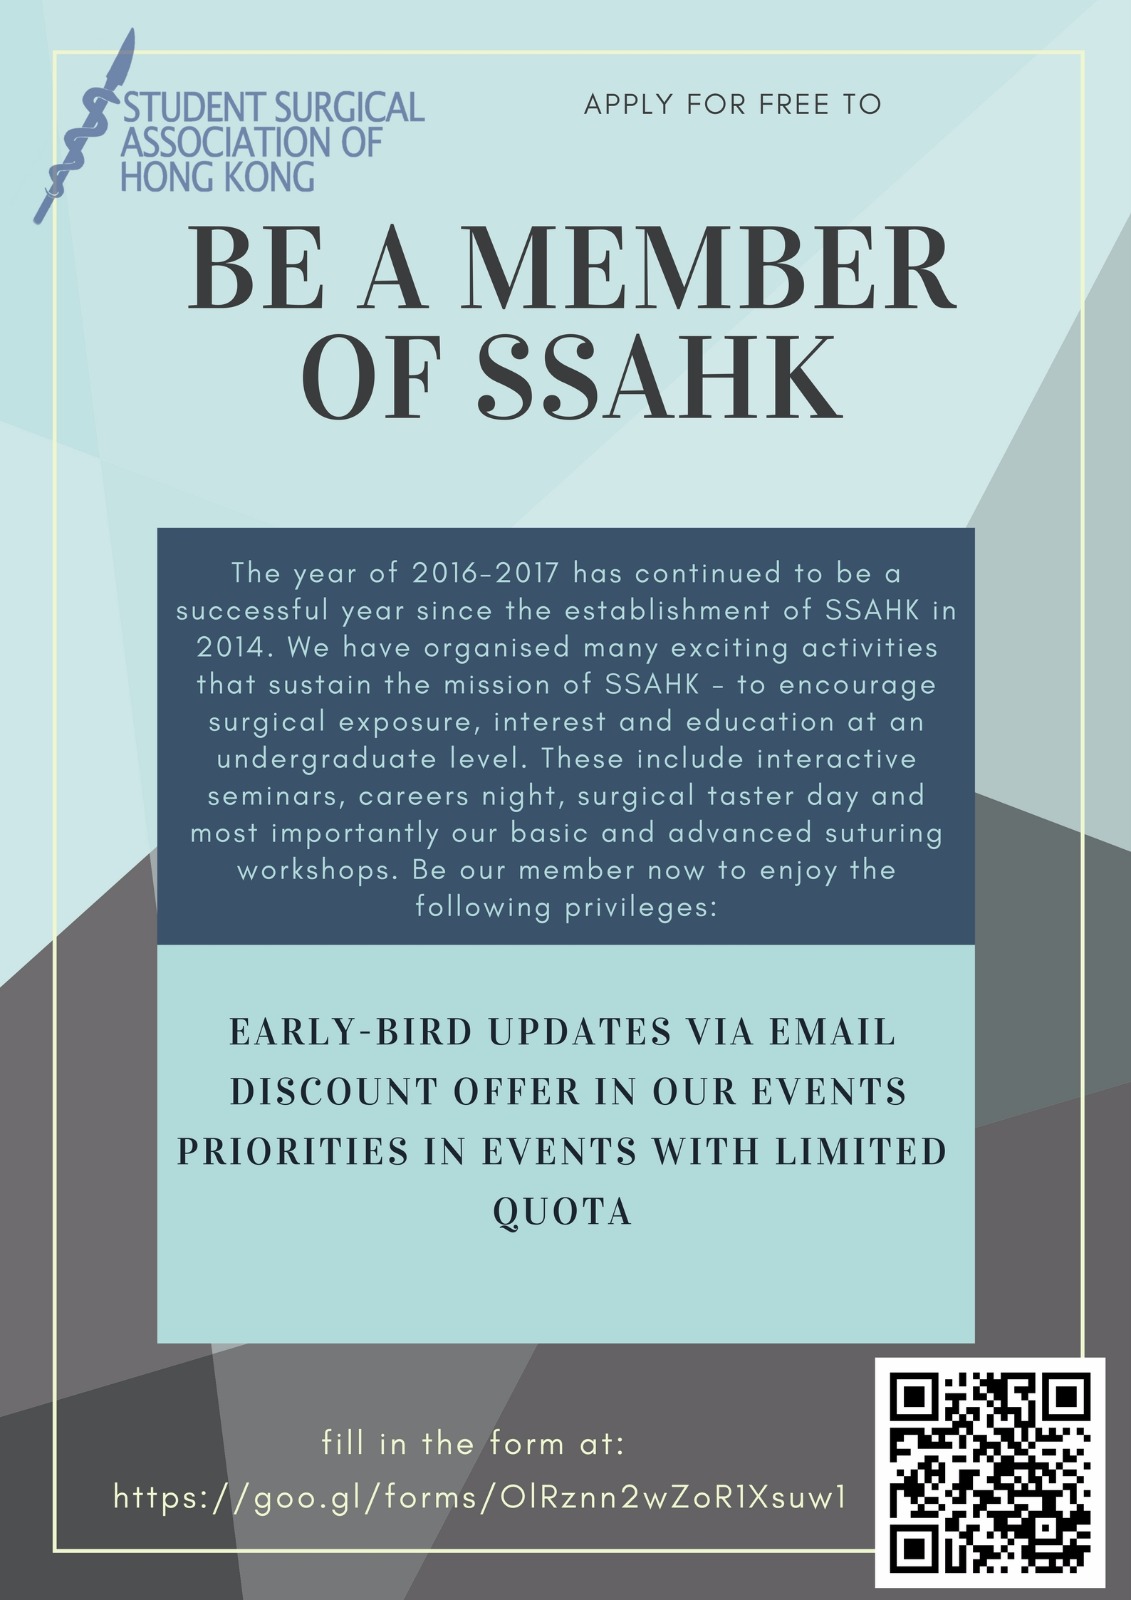 STUDENT SURGICAL
ASSOCIATION OF
HONG KONG
APPLY FOR FREE TO
BE A MEMBER
OF SSAHK
The year of 2016-2017 has continued to be a
successful year since the establishment of SSAHK in
2014. We have organised many exciting activities
that sustain the mission of SSAHK - to encourage
surgical exposure, interest and education at an
undergraduate level. These include interactive
seminars, careers night, surgical taster day and
most importantly our basic and advanced suturing
workshops. Be our member now to enjoy the
following privileges:
EARLY-BIRD UPDATES VIA EMAIL
DISCOUNT OFFER IN OUR EVENTS
PRIORITIES IN EVENTS WITH LIMITED
QUOTA
fill in the form at:
https://goo.gl/forms/OlRznn2wZoR1Xsuw1